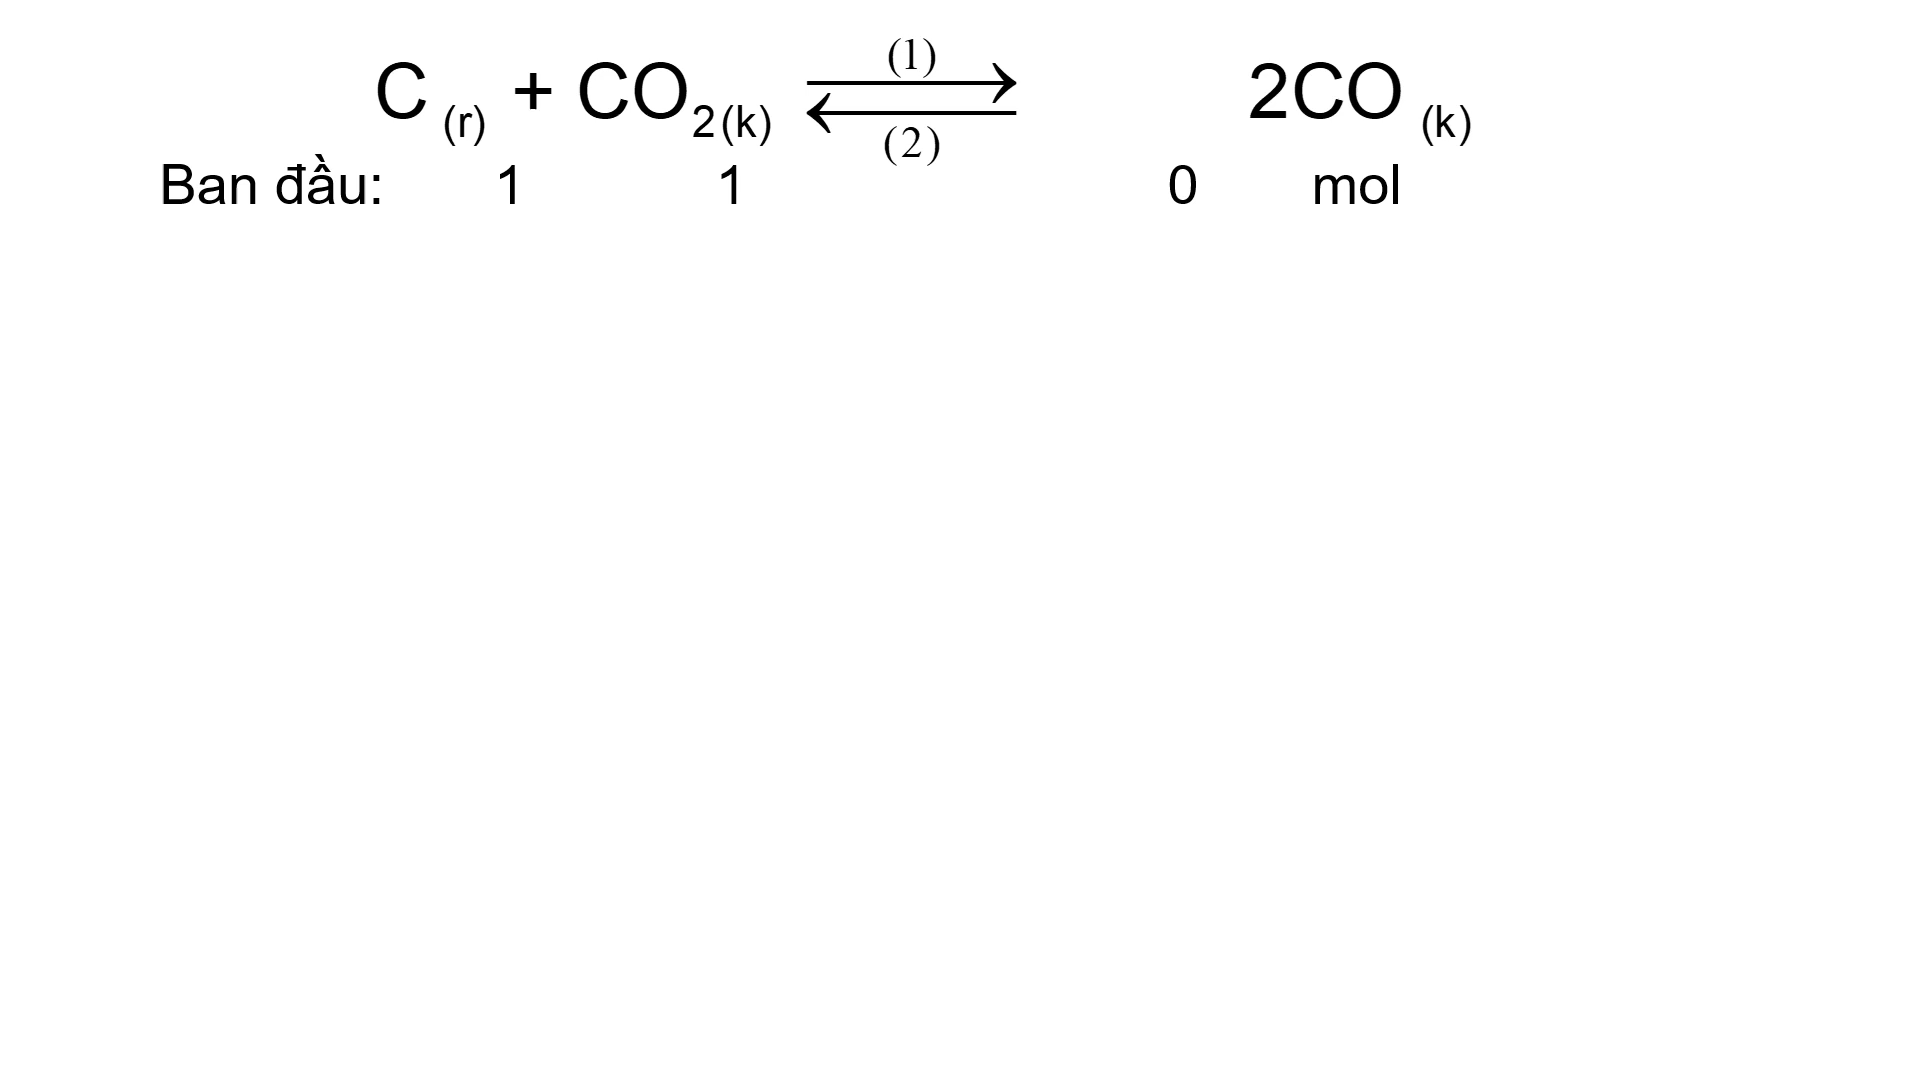 C (r) + CO2(k) (1) ⇄ (2) 2CO (k)
Ban đầu: 1 1 0 mol